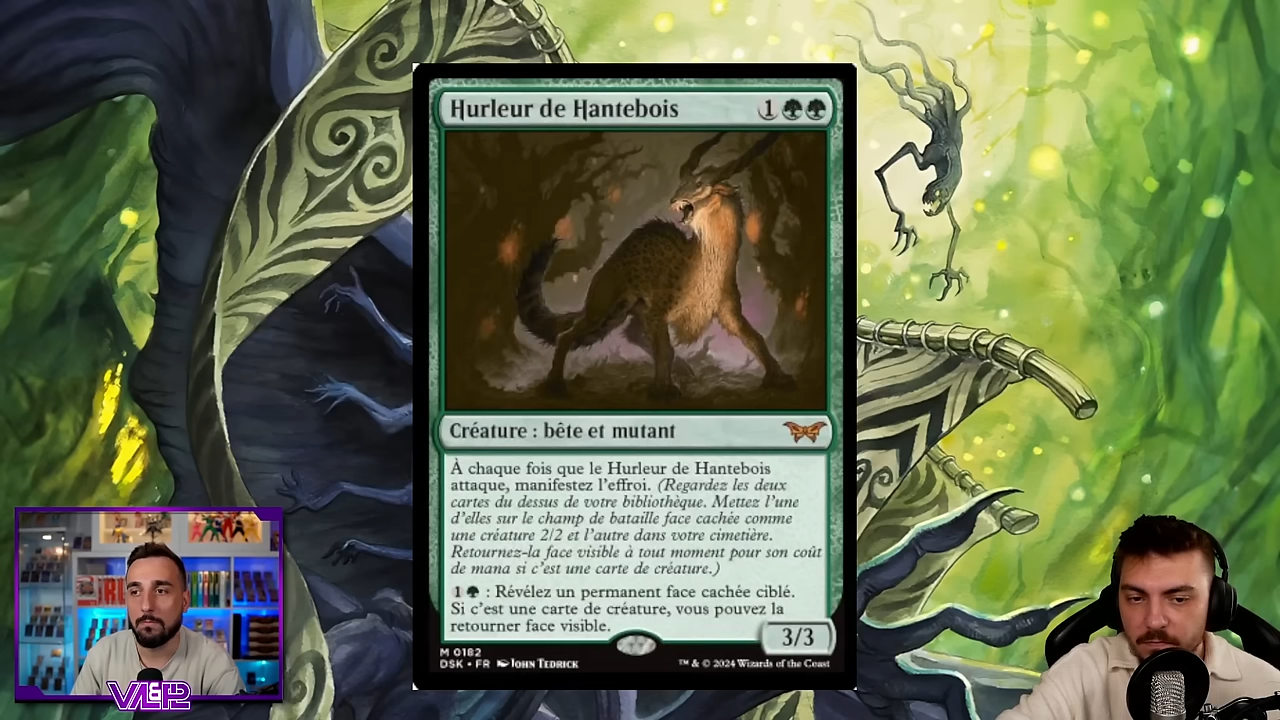 Hurleur de Hantebois
1
Créature : bête et mutant
À chaque fois que le Hurleur de Hantebois
attaque, manifestez l'effroi. (Regardez les deux
cartes du dessus de votre bibliothèque. Mettez l'une
d'elles sur le champ de bataille face cachée comme
une créature 2/2 et l'autre dans votre cimetière.
Retournez-la face visible à tout moment pour son coût
de mana si c'est une carte de créature.)
1 : Révélez un permanent face cachée ciblé.
Si c'est une carte de créature, vous pouvez la
retourner face visible.
3/3
M 0182
DSK • FR John Tedrick
™ & © 2024 Wizards of the Coast